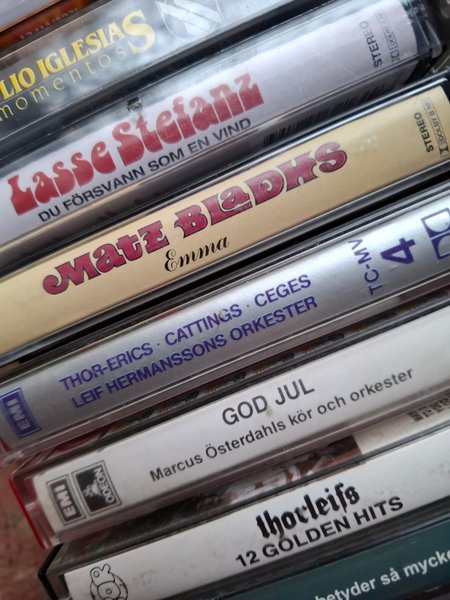 LIO IGLESIAS
momentos
Lasse Stefanz
DU FÖRSVANN SOM EN VIND
STEREO
Matz Bladhs
Emma
STEREO
DOLBY B NR
THOR-ERICS · CATTINGS · CEGES
LEIF HERMANSSONS ORKESTER
TC-MV
4
EMI
GOD JUL
Marcus Österdahls kör och orkester
EMI
ODEON
thorleifs
12 GOLDEN HITS
betyder så mycke